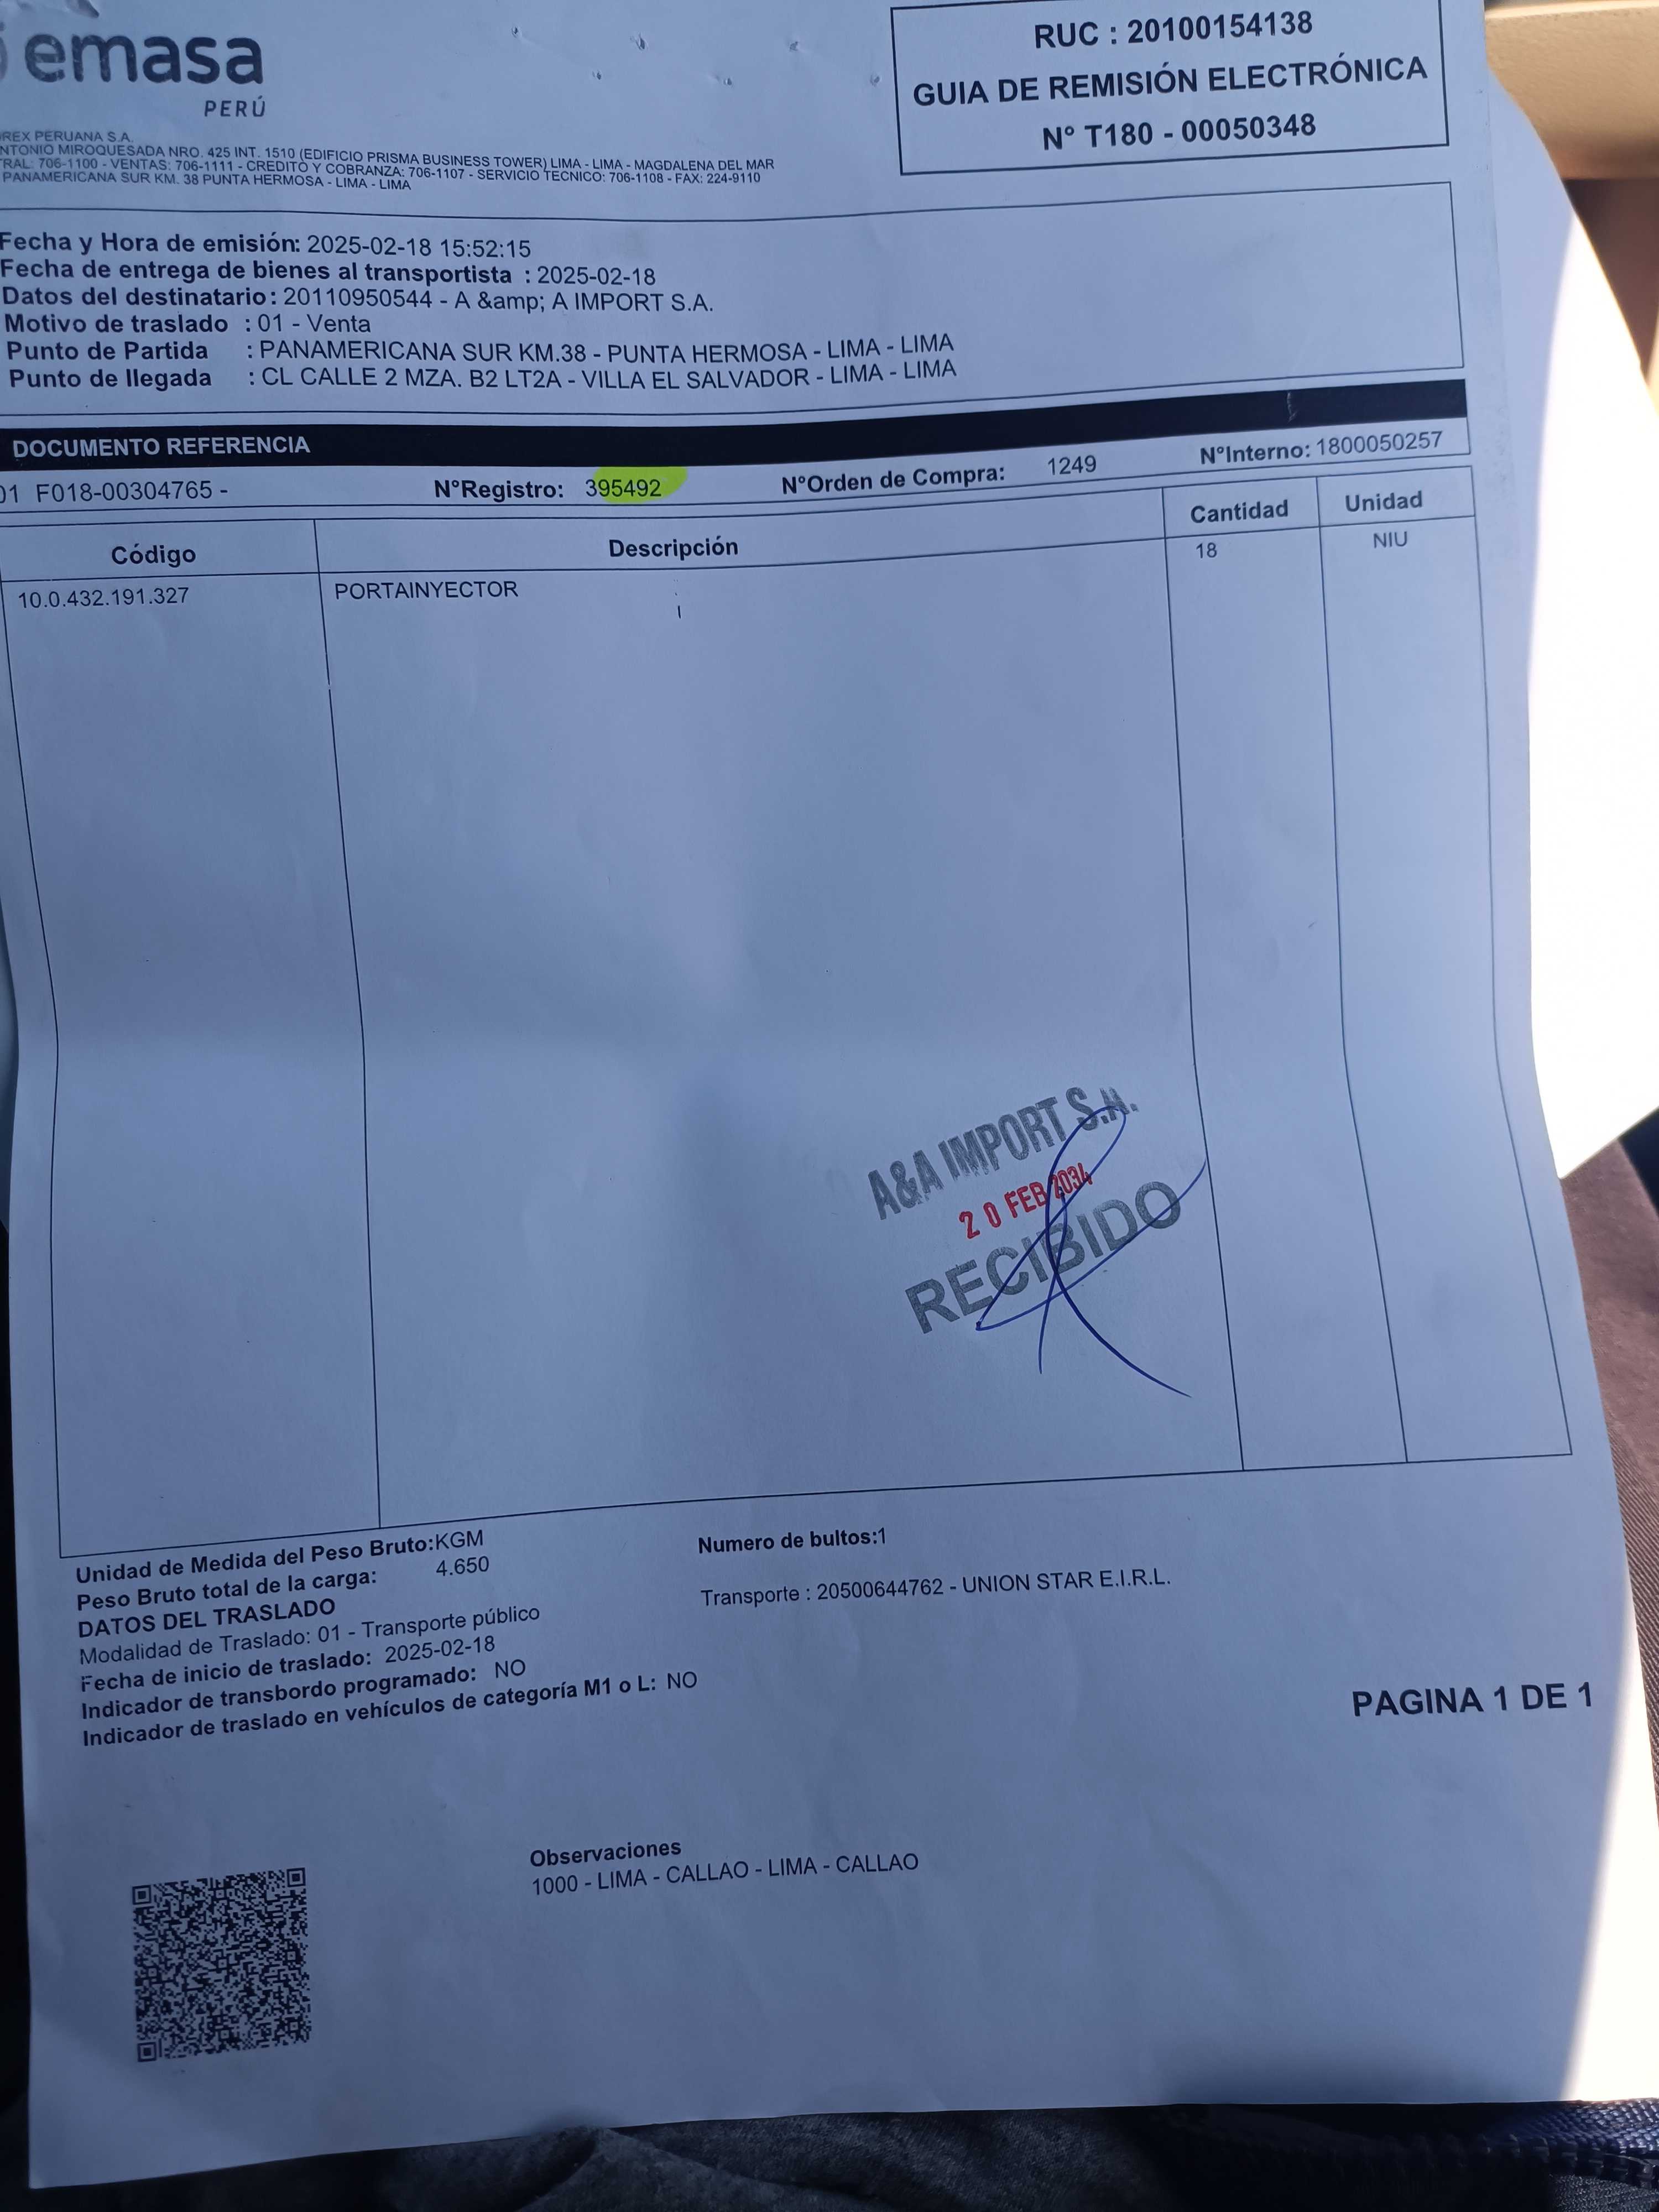 emasa
PERÚ
REX PERUANA S.A.
NTONIO MIROQUESADA NRO. 425 INT. 1510 (EDIFICIO PRISMA BUSINESS TOWER) LIMA - LIMA - MAGDALENA DEL MAR
TRAL: 706-1100 - VENTAS: 706-1111 - CREDITO Y COBRANZA: 706-1107 - SERVICIO TECNICO: 706-1108 - FAX: 224-9110
PANAMERICANA SUR KM. 38 PUNTA HERMOSA - LIMA - LIMA
RUC : 20100154138
GUIA DE REMISIÓN ELECTRÓNICA
N° T180 - 00050348
Fecha y Hora de emisión: 2025-02-18 15:52:15
Fecha de entrega de bienes al transportista : 2025-02-18
Datos del destinatario: 20110950544 - A &amp; A IMPORT S.A.
Motivo de traslado : 01 - Venta
Punto de Partida : PANAMERICANA SUR KM.38 - PUNTA HERMOSA - LIMA - LIMA
Punto de llegada : CL CALLE 2 MZA. B2 LT2A - VILLA EL SALVADOR - LIMA - LIMA
DOCUMENTO REFERENCIA
01 F018-00304765 - N°Registro: 395492 N°Orden de Compra: 1249 N°Interno: 1800050257
Código Descripción Cantidad Unidad
10.0.432.191.327 PORTAINYECTOR 18 NIU
A&A IMPORT S.A.
20 FEB 2034
RECIBIDO
Unidad de Medida del Peso Bruto:KGM
Peso Bruto total de la carga: 4.650
Numero de bultos:1
DATOS DEL TRASLADO
Transporte : 20500644762 - UNION STAR E.I.R.L.
Modalidad de Traslado: 01 - Transporte público
Fecha de inicio de traslado: 2025-02-18
Indicador de transbordo programado: NO
Indicador de traslado en vehículos de categoría M1 o L: NO
PAGINA 1 DE 1
Observaciones
1000 - LIMA - CALLAO - LIMA - CALLAO